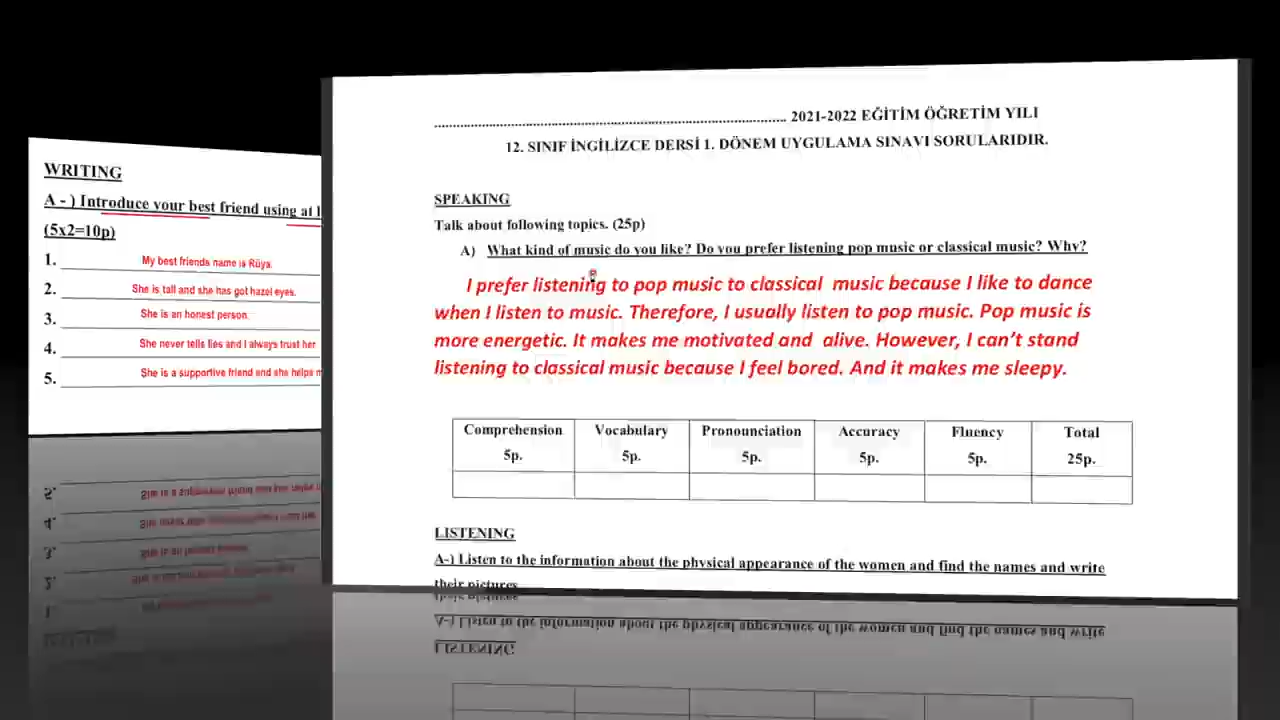 WRITING
A - ) Introduce your best friend using at
(5x2=10p)
1. My best friends name is Rüya.
2. She is tall and she has got hazel eyes.
3. She is an honest person.
4. She never tells lies and I always trust her
5. She is a supportive friend and she helps
2021-2022 EĞİTİM ÖĞRETİM YILI
12. SINIF İNGİLİZCE DERSİ 1. DÖNEM UYGULAMA SINAVI SORULARIDIR.
SPEAKING
Talk about following topics. (25p)
A) What kind of music do you like? Do you prefer listening pop music or classical music? Why?
I prefer listening to pop music to classical music because I like to dance
when I listen to music. Therefore, I usually listen to pop music. Pop music is
more energetic. It makes me motivated and alive. However, I can't stand
listening to classical music because I feel bored. And it makes me sleepy.
Comprehension Vocabulary Pronounciation Accuracy Fluency Total
5p. 5p. 5p. 5p. 5p. 25p.
LISTENING
A-) Listen to the information about the physical appearance of the women and find the names and write
their pictures